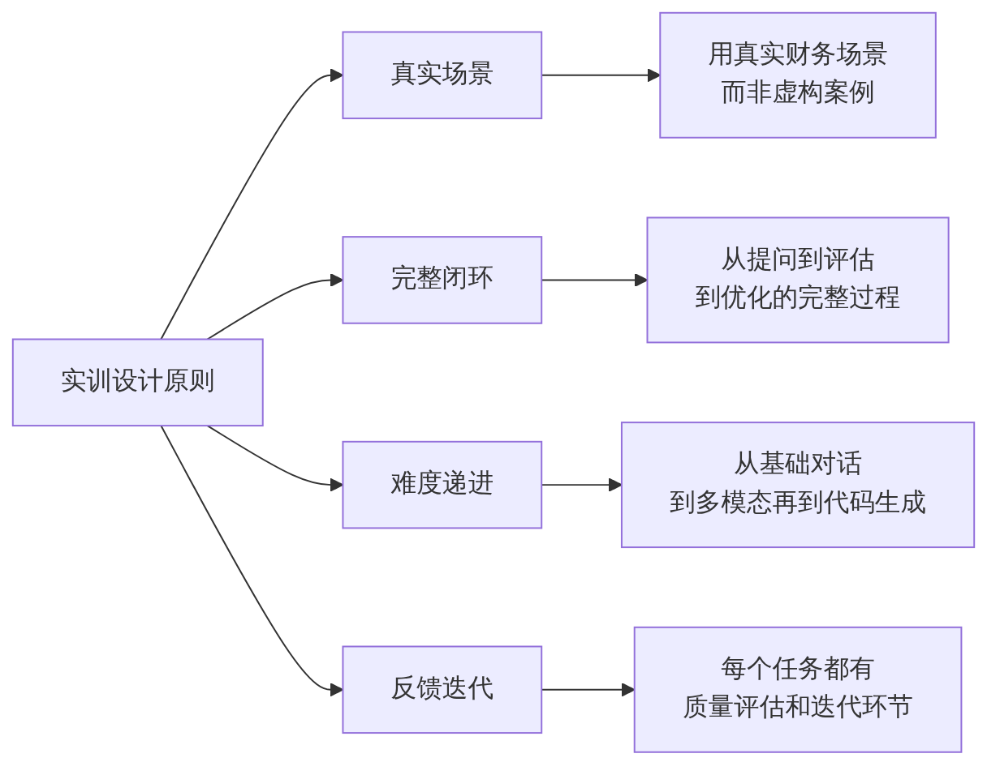 实训设计原则
真实场景
用真实财务场景
而非虚构案例
完整闭环
从提问到评估
到优化的完整过程
难度递进
从基础对话
到多模态再到代码生成
反馈迭代
每个任务都有
质量评估和迭代环节